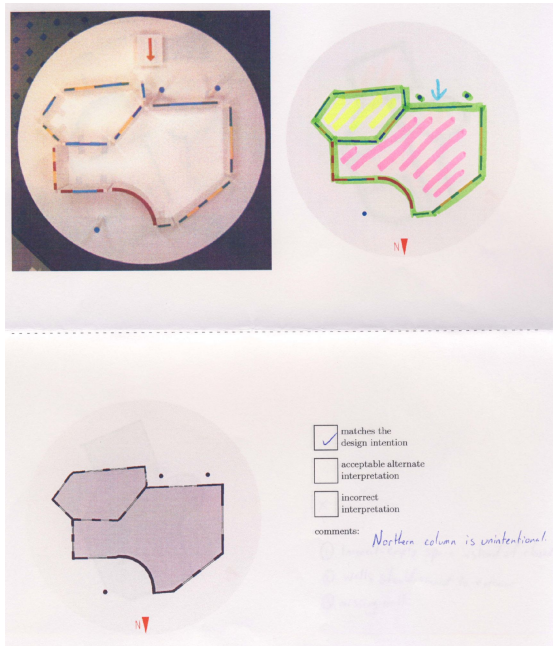 N
matches the
design intention
acceptable alternate
interpretation
incorrect
interpretation
comments:
Northern column is unintentional.
N